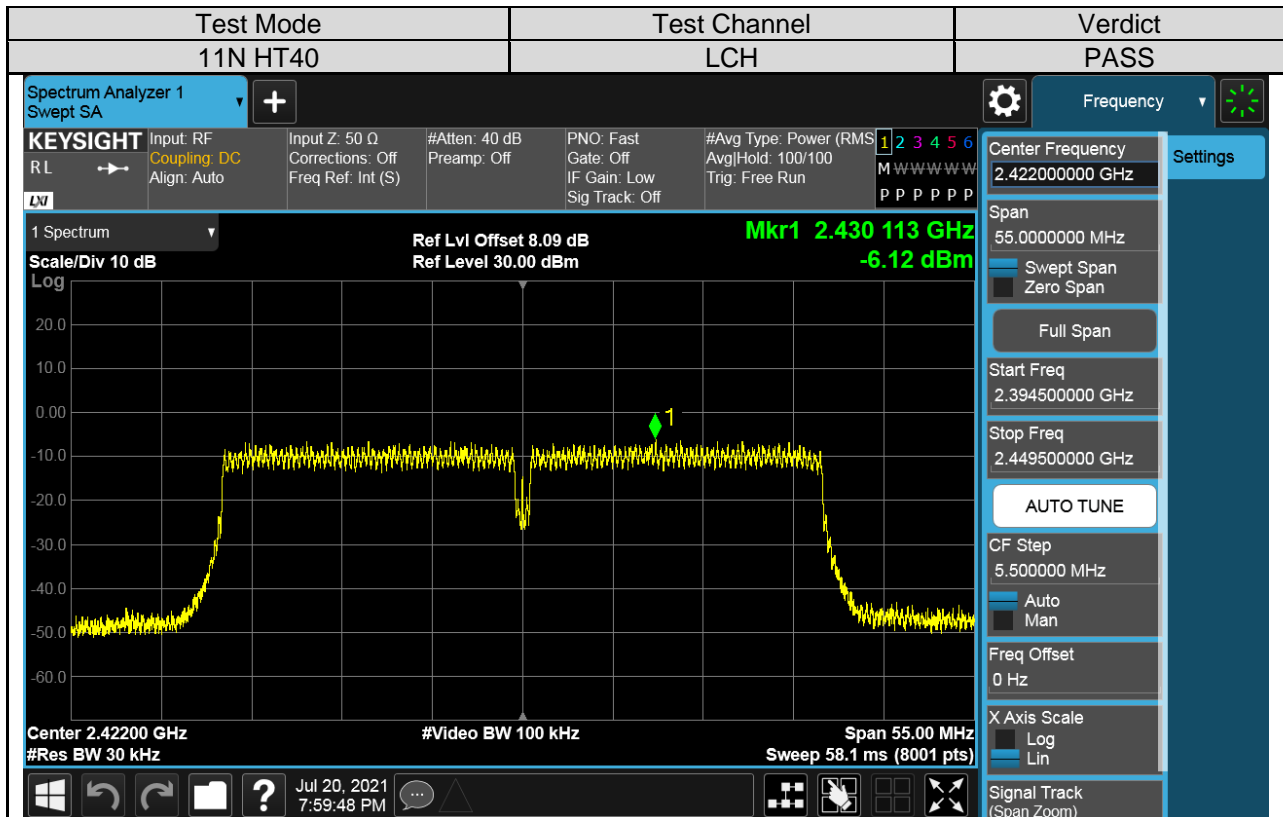 Test Mode Test Channel Verdict
11N HT40 LCH PASS
Spectrum Analyzer 1
Swept SA
+
Frequency
KEYSIGHT
RL
LXI
Input: RF
Coupling: DC
Align: Auto
Input Z: 50 Ω
Corrections: Off
Freq Ref: Int (S)
#Atten: 40 dB
Preamp: Off
PNO: Fast
Gate: Off
IF Gain: Low
Sig Track: Off
#Avg Type: Power (RMS
Avg|Hold: 100/100
Trig: Free Run
1 2 3 4 5 6
M W W W W W
P P P P P P
1 Spectrum
Scale/Div 10 dB
Log
Ref Lvl Offset 8.09 dB
Ref Level 30.00 dBm
Mkr1 2.430 113 GHz
-6.12 dBm
20.0
10.0
0.00
-10.0
-20.0
-30.0
-40.0
-50.0
-60.0
1
Center 2.42200 GHz
#Res BW 30 kHz
#Video BW 100 kHz
Span 55.00 MHz
Sweep 58.1 ms (8001 pts)
Center Frequency
2.422000000 GHz
Span
55.0000000 MHz
Swept Span
Zero Span
Full Span
Start Freq
2.394500000 GHz
Stop Freq
2.449500000 GHz
AUTO TUNE
CF Step
5.500000 MHz
Auto
Man
Freq Offset
0 Hz
X Axis Scale
Log
Lin
Signal Track
(Span Zoom)
Settings
?
Jul 20, 2021
7:59:48 PM